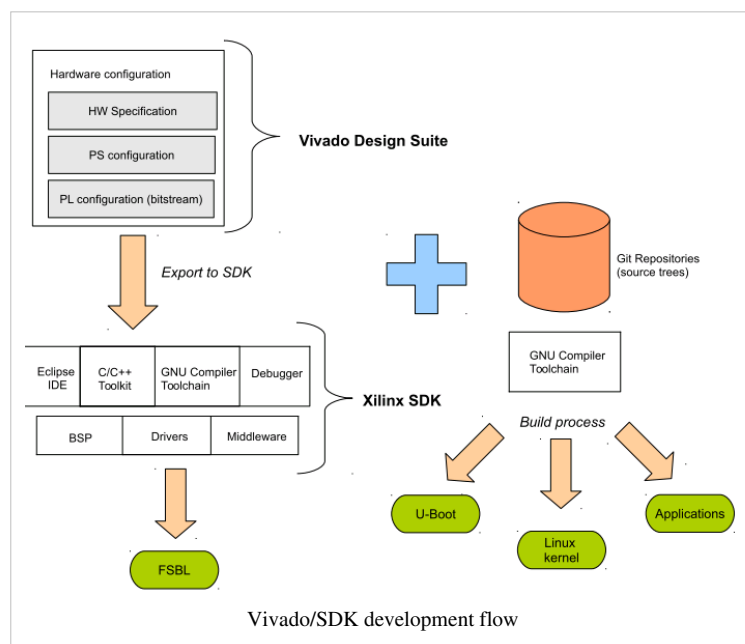 Hardware configuration
HW Specification
PS configuration
PL configuration (bitstream)
Vivado Design Suite
Export to SDK
Git Repositories
(source trees)
Eclipse
IDE
C/C++
Toolkit
GNU Compiler
Toolchain
Debugger
BSP
Drivers
Middleware
Xilinx SDK
GNU Compiler
Toolchain
Build process
U-Boot
Linux
kernel
Applications
FSBL
Vivado/SDK development flow